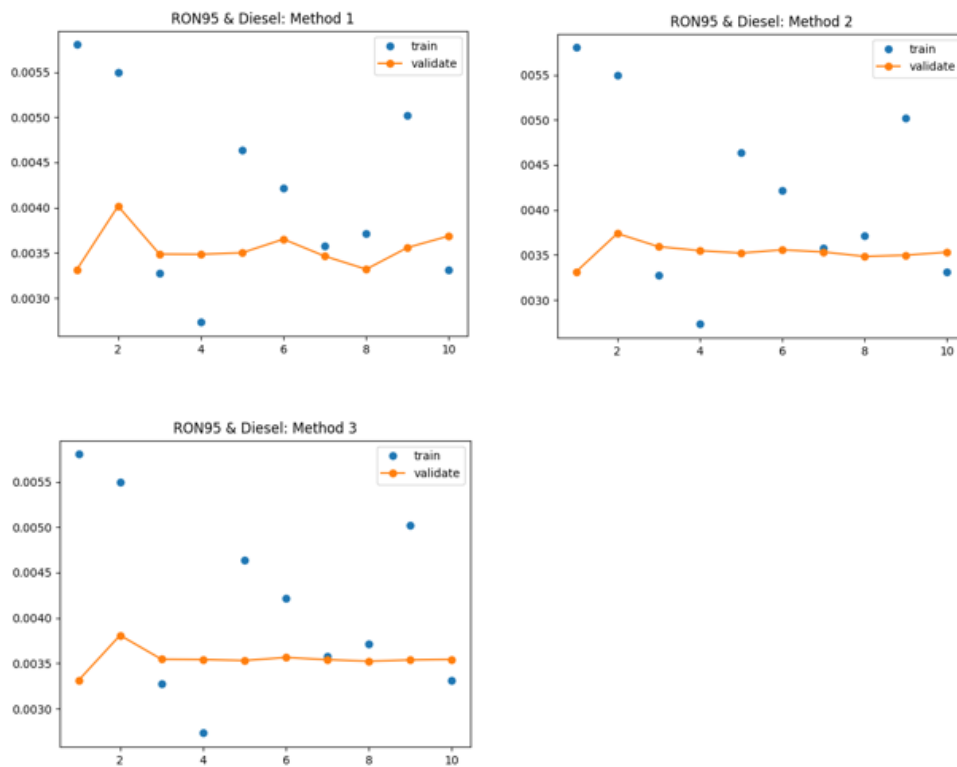 RON95 & Diesel: Method 1
train
validate
0.0055
0.0050
0.0045
0.0040
0.0035
0.0030
2 4 6 8 10
RON95 & Diesel: Method 2
train
validate
0055
0050
0045
0040
0035
0030
2 4 6 8 10
RON95 & Diesel: Method 3
train
validate
0.0055
0.0050
0.0045
0.0040
0.0035
0.0030
2 4 6 8 10